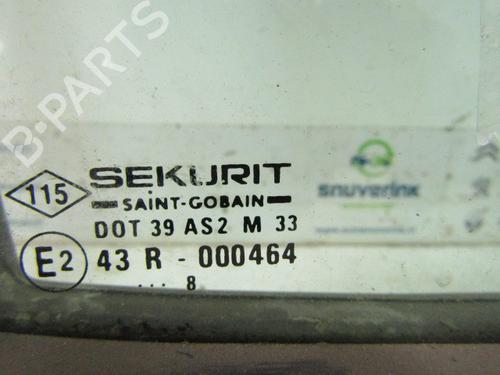 B-PARTS
115
SEKURIT
SAINT-GOBAIN
DOT 39 AS2 M 33
E2 43 R - 000464
... 8
snuverink